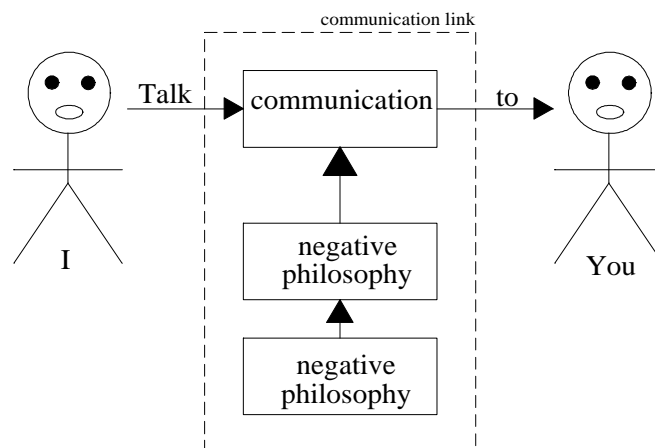 communication link
Talk
communication
to
I
You
negative
philosophy
negative
philosophy